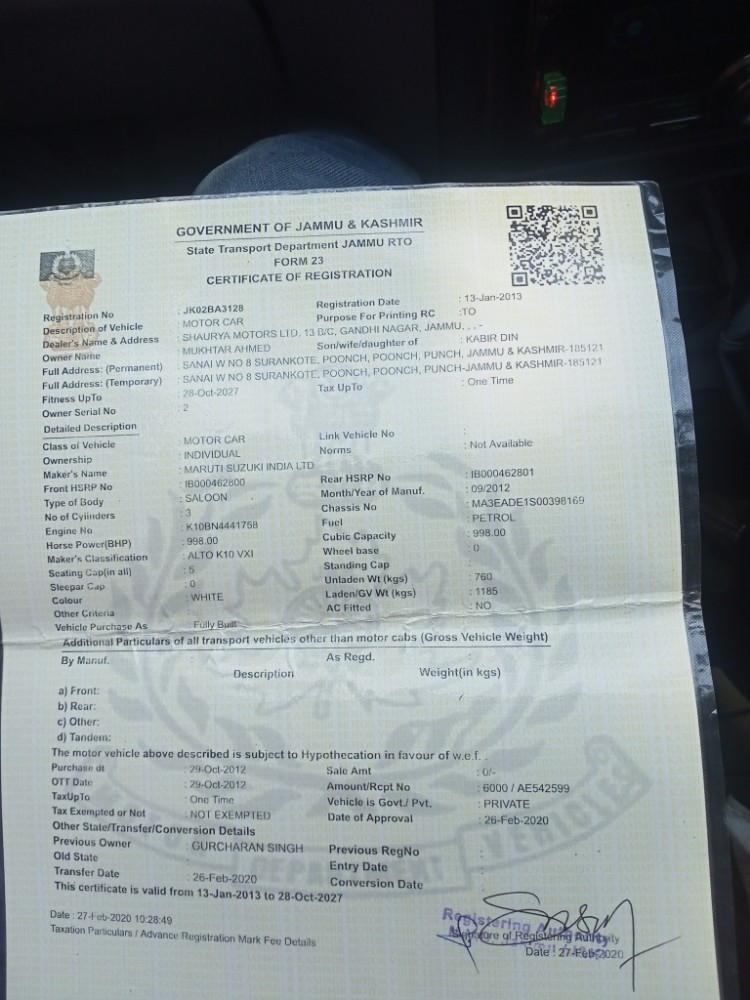 GOVERNMENT OF JAMMU & KASHMIR
State Transport Department JAMMU RTO
FORM 23
CERTIFICATE OF REGISTRATION
Registration No : JK02BA3128 Registration Date : 13-Jan-2013
Description of Vehicle : MOTOR CAR Purpose For Printing RC :TO
Dealer's Name & Address : SHAURYA MOTORS LTD, 13 B/C, GANDHI NAGAR, JAMMU, . . -
Owner Name : MUKHTAR AHMED Son/wife/daughter of : KABIR DIN
Full Address: (Permanent) : SANAI W NO 8 SURANKOTE, POONCH, POONCH, PUNCH, JAMMU & KASHMIR-185121
Full Address: (Temporary) : SANAI W NO 8 SURANKOTE, POONCH, POONCH, PUNCH-JAMMU & KASHMIR-185121
Fitness UpTo : 28-Oct-2027 Tax UpTo : One Time
Owner Serial No : 2
Detailed Description
Class of Vehicle : MOTOR CAR Link Vehicle No :
Ownership : INDIVIDUAL Norms : Not Available
Maker's Name : MARUTI SUZUKI INDIA LTD
Front HSRP No : IB000462800 Rear HSRP No : IB000462801
Type of Body : SALOON Month/Year of Manuf. : 09/2012
No of Cylinders : 3 Chassis No : MA3EADE1S00398169
Engine No : K10BN4441758 Fuel : PETROL
Horse Power(BHP) : 998.00 Cubic Capacity : 998.00
Maker's Classification : ALTO K10 VXI Wheel base : 0
Seating Cap(in all) : 5 Standing Cap :
Sleepar Cap : 0 Unladen Wt (kgs) : 760
Colour : WHITE Laden/GV Wt (kgs) : 1185
Other Criteria : AC Fitted : NO
Vehicle Purchase As : Fully Built
Additional Particulars of all transport vehicles other than motor cabs (Gross Vehicle Weight)
By Manuf. : As Regd. :
Description Weight(in kgs)
a) Front:
b) Rear:
c) Other:
d) Tandem:
The motor vehicle above described is subject to Hypothecation in favour of w.e.f. .
Purchase dt : 29-Oct-2012 Sale Amt : 0/-
OTT Date : 29-Oct-2012 Amount/Rcpt No : 6000 / AE542599
TaxUpTo : One Time Vehicle is Govt./ Pvt. : PRIVATE
Tax Exempted or Not : NOT EXEMPTED Date of Approval : 26-Feb-2020
Other State/Transfer/Conversion Details
Previous Owner : GURCHARAN SINGH Previous RegNo
Old State : Entry Date
Transfer Date : 26-Feb-2020 Conversion Date
This certificate is valid from 13-Jan-2013 to 28-Oct-2027
Date : 27-Feb-2020 10:28:49
Registering Authority
Signature of Registering Authority
Taxation Particulars / Advance Registration Mark Fee Details
Date : 27-Feb-2020
DEPARTMENT
VEHICLES